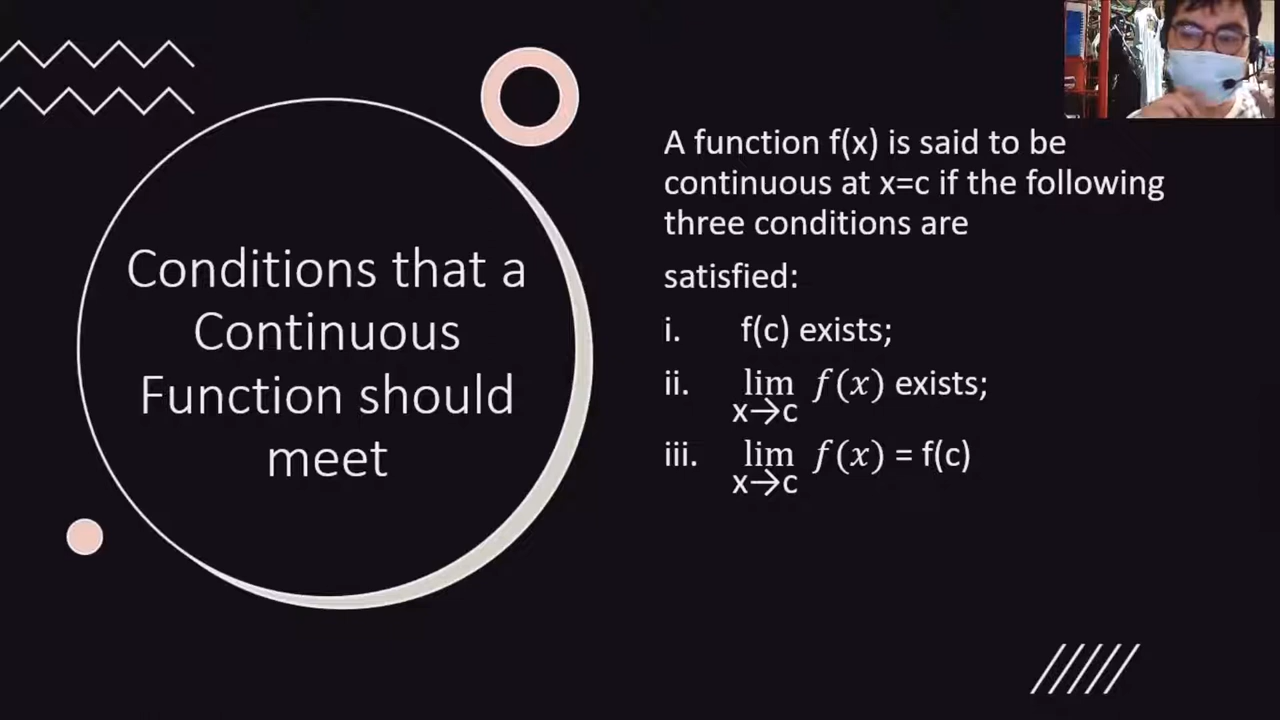 Conditions that a
Continuous
Function should
meet
A function f(x) is said to be
continuous at x=c if the following
three conditions are
satisfied:
i. f(c) exists;
ii. lim f(x) exists;
x→c
iii. lim f(x) = f(c)
x→c